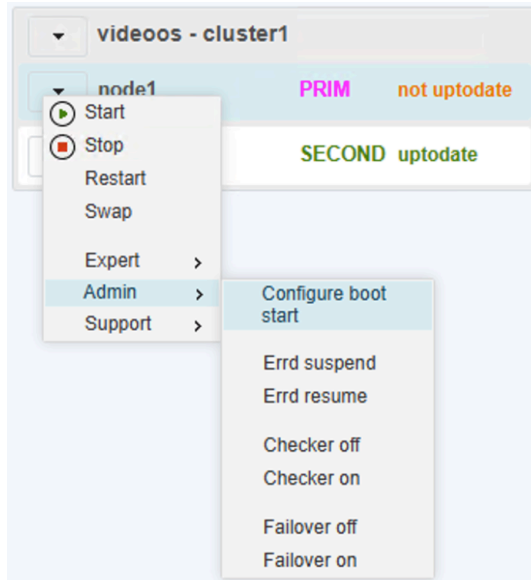 videoos - cluster1
node1 PRIM not uptodate
Start
Stop
SECOND uptodate
Restart
Swap
Expert
Admin
Support
Configure boot
start
Errd suspend
Errd resume
Checker off
Checker on
Failover off
Failover on